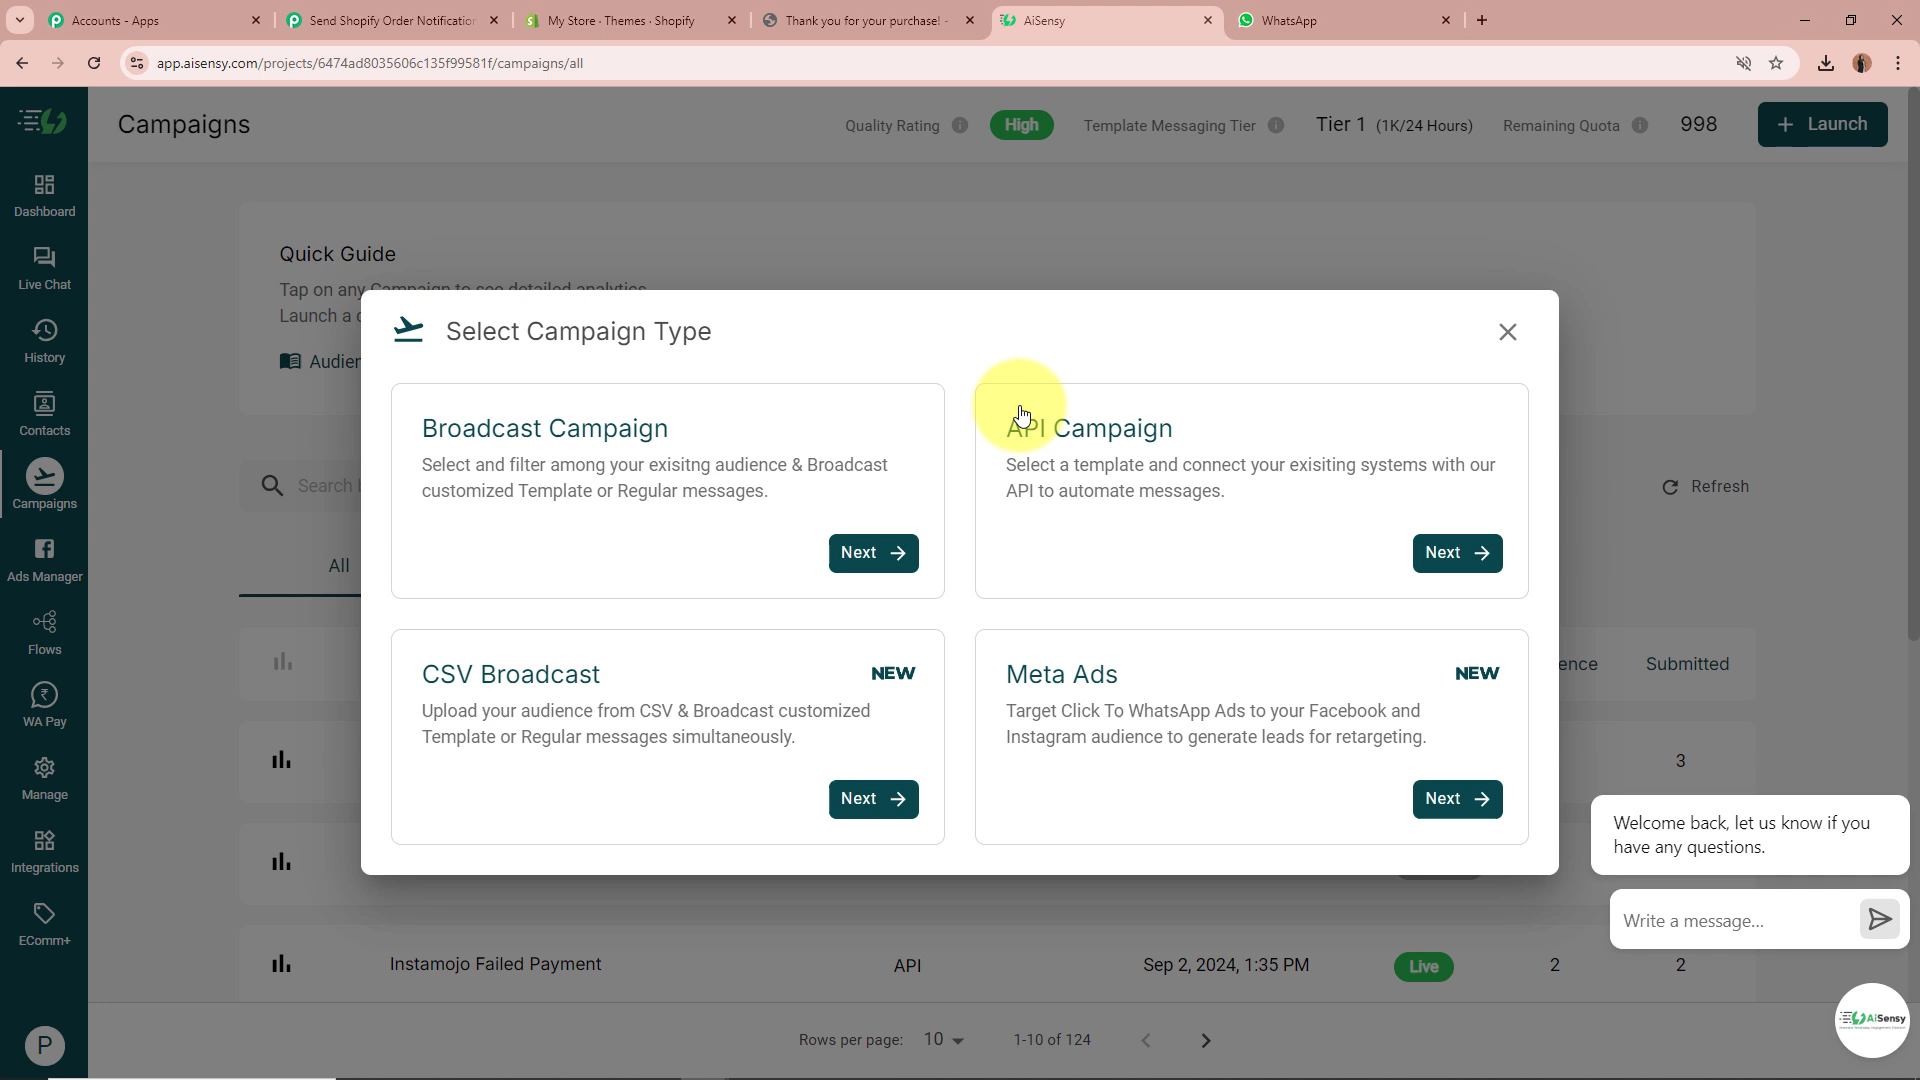 Accounts - Apps
Send Shopify Order Notification
My Store · Themes · Shopify
Thank you for your purchase! -
AiSensy
WhatsApp
app.aisensy.com/projects/6474ad8035606c135f99581f/campaigns/all
Campaigns
Quality Rating
High
Template Messaging Tier
Tier 1 (1K/24 Hours)
Remaining Quota
998
+ Launch
Dashboard
Live Chat
History
Contacts
Campaigns
Ads Manager
Flows
WA Pay
Manage
Integrations
EComm+
P
Quick Guide
Tap on any Campaign to see detailed analytics
Launch a
Search
Refresh
All
Submitted
3
Select Campaign Type
Broadcast Campaign
Select and filter among your exisitng audience & Broadcast
customized Template or Regular messages.
Next
API Campaign
Select a template and connect your exisiting systems with our
API to automate messages.
Next
CSV Broadcast
NEW
Upload your audience from CSV & Broadcast customized
Template or Regular messages simultaneously.
Next
Meta Ads
NEW
Target Click To WhatsApp Ads to your Facebook and
Instagram audience to generate leads for retargeting.
Next
Welcome back, let us know if you
have any questions.
Write a message...
Instamojo Failed Payment
API
Sep 2, 2024, 1:35 PM
Live
2
2
AiSensy
Rows per page:
10
1-10 of 124